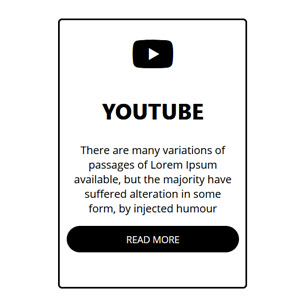 YOUTUBE
There are many variations of
passages of Lorem Ipsum
available, but the majority have
suffered alteration in some
form, by injected humour
READ MORE